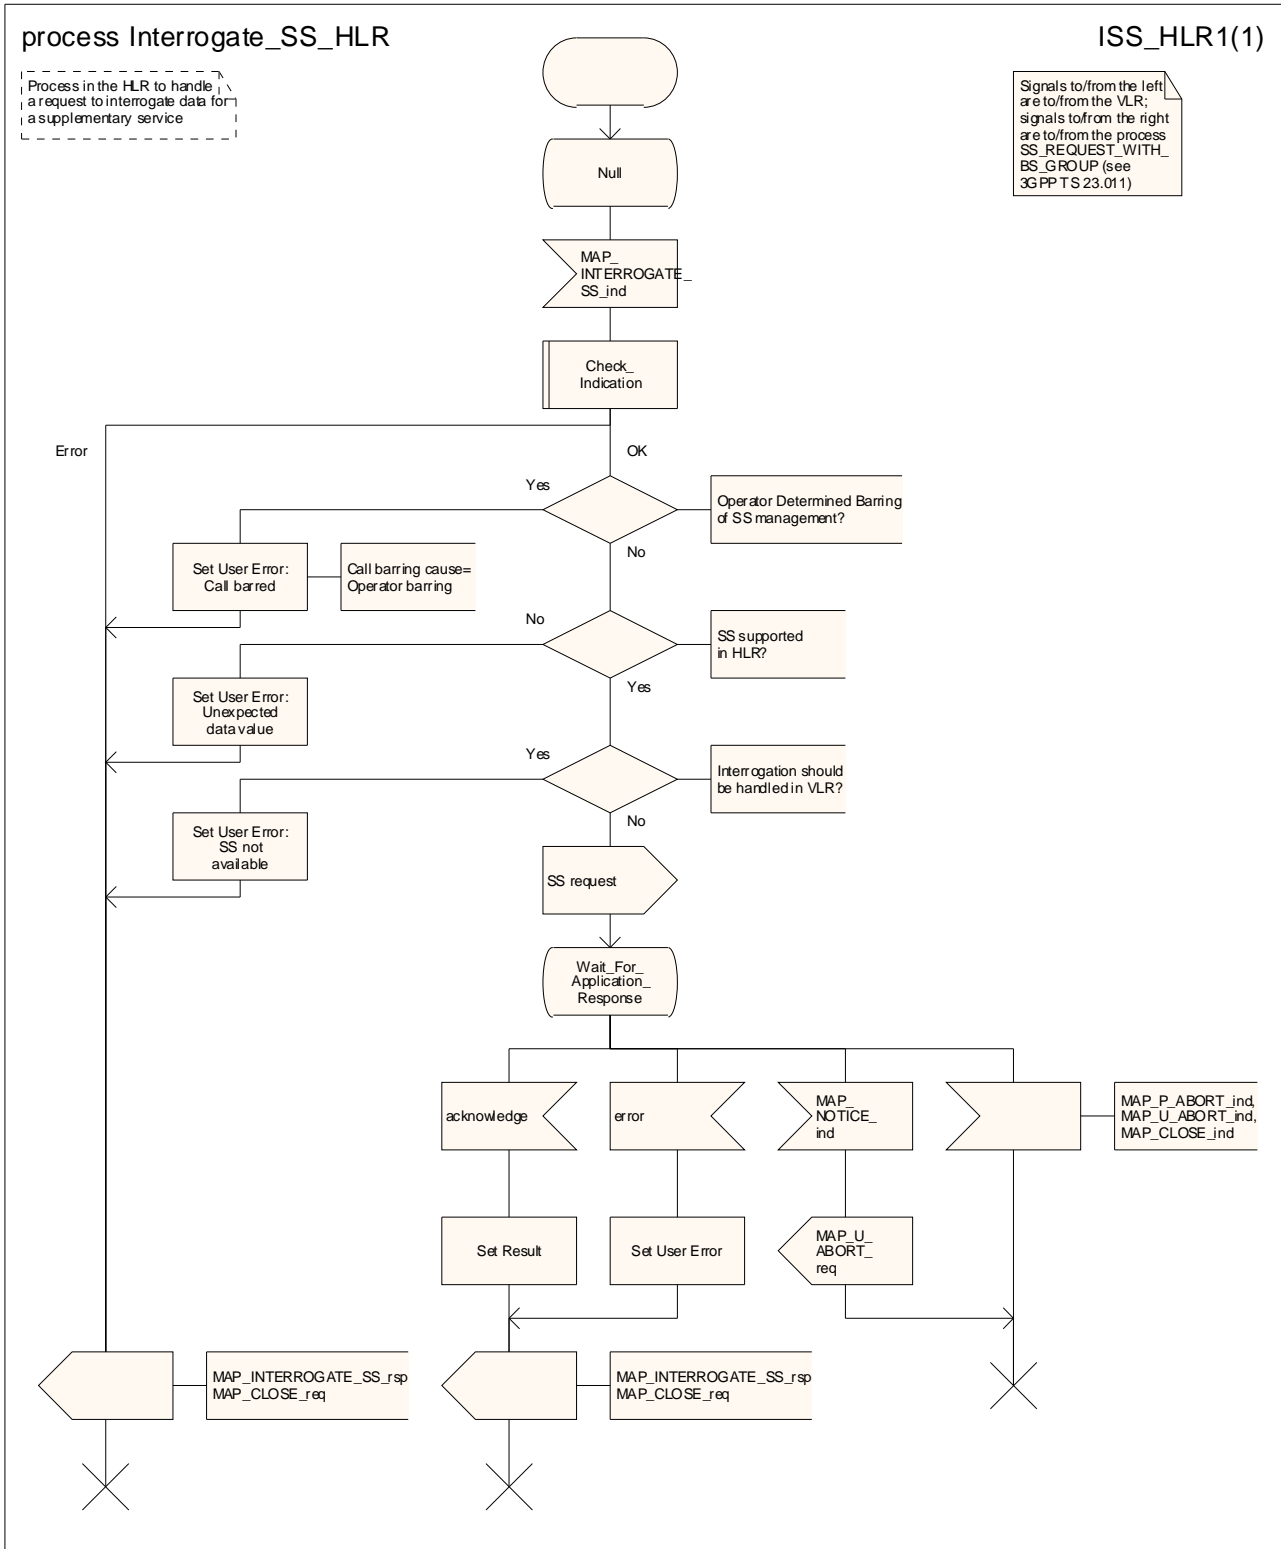 process Interrogate_SS_HLR
ISS_HLR1(1)
Process in the HLR to handle
a request to interrogate data for
a supplementary service
Signals to/from the left
are to/from the VLR;
signals to/from the right
are to/from the process
SS_REQUEST_WITH_
BS_GROUP (see
3GPP TS 23.011)
Null
MAP_
INTERROGATE_
SS_ind
Check_
Indication
Error
OK
Yes
Operator Determined Barring
of SS management?
No
Set User Error:
Call barred
Call barring cause=
Operator barring
No
SS supported
in HLR?
Yes
Set User Error:
Unexpected
data value
Yes
Interrogation should
be handled in VLR?
No
Set User Error:
SS not
available
SS request
Wait_For_
Application_
Response
acknowledge
error
MAP_
NOTICE_
ind
MAP_P_ABORT_ind,
MAP_U_ABORT_ind,
MAP_CLOSE_ind
Set Result
Set User Error
MAP_U_
ABORT_
req
MAP_INTERROGATE_SS_rsp
MAP_CLOSE_req
MAP_INTERROGATE_SS_rsp
MAP_CLOSE_req